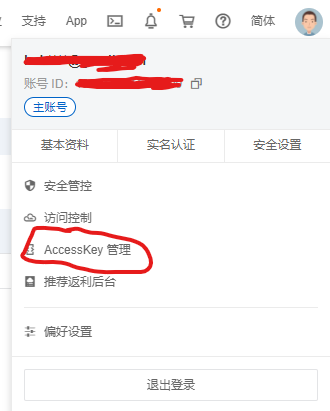 支持 App 简体
账号 ID:
主账号
基本资料 实名认证 安全设置
安全管控
访问控制
AccessKey 管理
推荐返利后台
偏好设置
退出登录